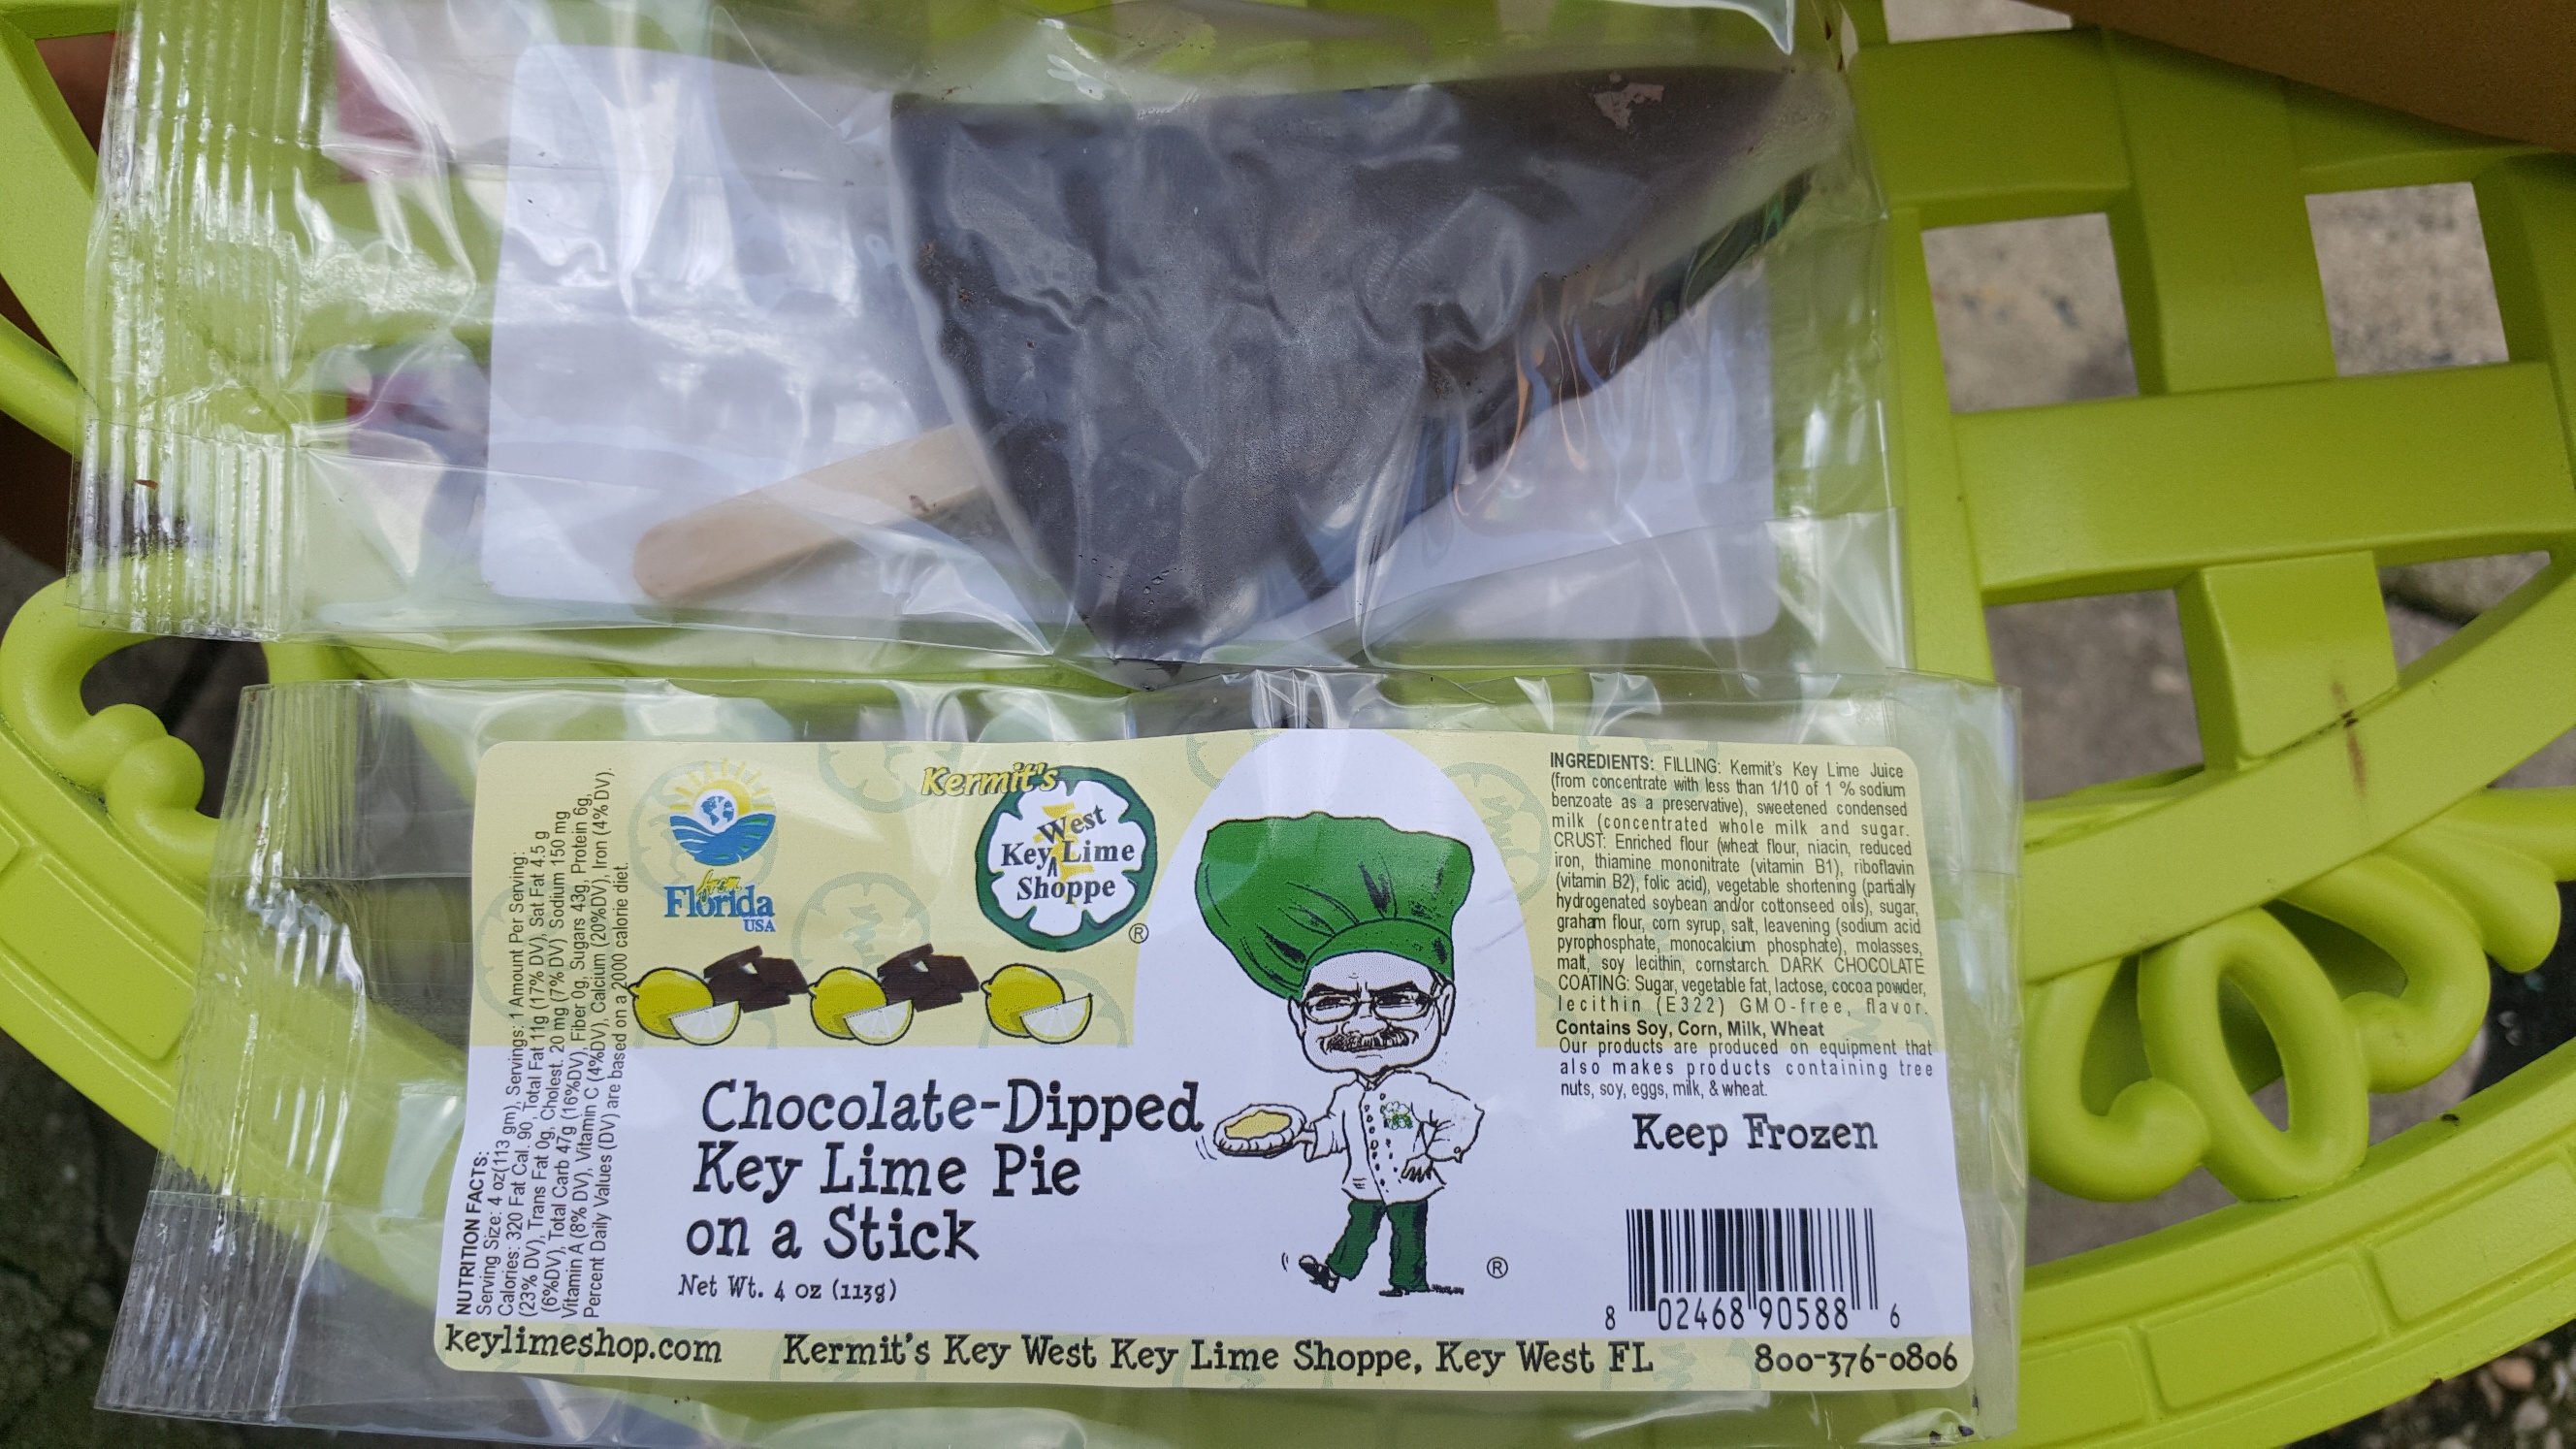 NUTRITION FACTS:
Serving Size: 4 oz(113 gm), Servings: 1 Amount Per Serving:
Calories: 320 Fat Cal. 90, Total Fat 11g (17% DV), Sat Fat 4.5 g
(23% DV), Trans Fat 0g, Cholest. 20 mg (7% DV) Sodium 150 mg
(6%DV), Total Carb 47g (16%DV), Fiber 0g, Sugars 43g, Protein 6g,
Vitamin A (8% DV), Vitamin C (4%DV), Calcium (20%DV), Iron (4% DV).
Percent Daily Values (DV) are based on a 2000 calorie diet.
from
Florida
USA
Kermit's
West
Key Lime
Shoppe
®
Chocolate-Dipped
Key Lime Pie
on a Stick
Net Wt. 4 oz (113g)
®
INGREDIENTS: FILLING: Kermit's Key Lime Juice
(from concentrate with less than 1/10 of 1 % sodium
benzoate as a preservative), sweetened condensed
milk (concentrated whole milk and sugar.
CRUST: Enriched flour (wheat flour, niacin, reduced
iron, thiamine mononitrate (vitamin B1), riboflavin
(vitamin B2), folic acid), vegetable shortening (partially
hydrogenated soybean and/or cottonseed oils), sugar,
graham flour, corn syrup, salt, leavening (sodium acid
pyrophosphate, monocalcium phosphate), molasses,
malt, soy lecithin, cornstarch. DARK CHOCOLATE
COATING: Sugar, vegetable fat, lactose, cocoa powder,
lecithin (E322) GMO-free, flavor.
Contains Soy, Corn, Milk, Wheat
Our products are produced on equipment that
also makes products containing tree
nuts, soy, eggs, milk, & wheat.
Keep Frozen
8 02468 90588 6
keylimeshop.com Kermit's Key West Key Lime Shoppe, Key West FL 800-376-0806